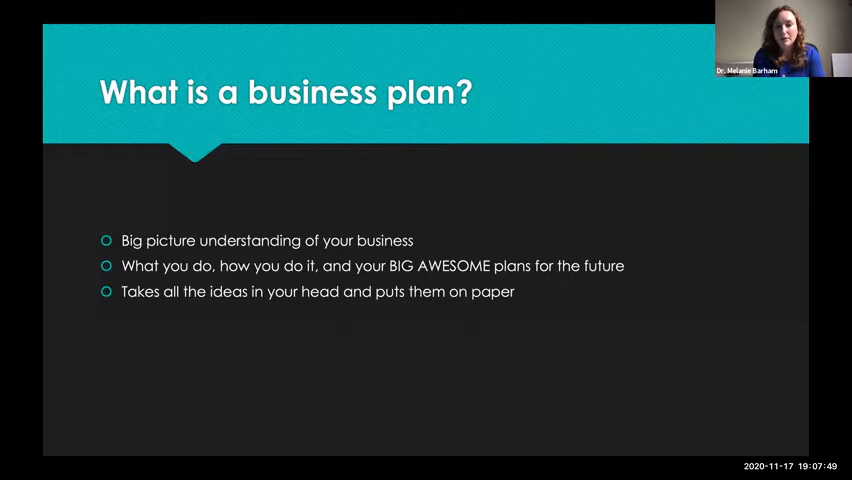 Dr. Melanie Barham
What is a business plan?
Big picture understanding of your business
What you do, how you do it, and your BIG AWESOME plans for the future
Takes all the ideas in your head and puts them on paper
2020-11-17 19:07:49